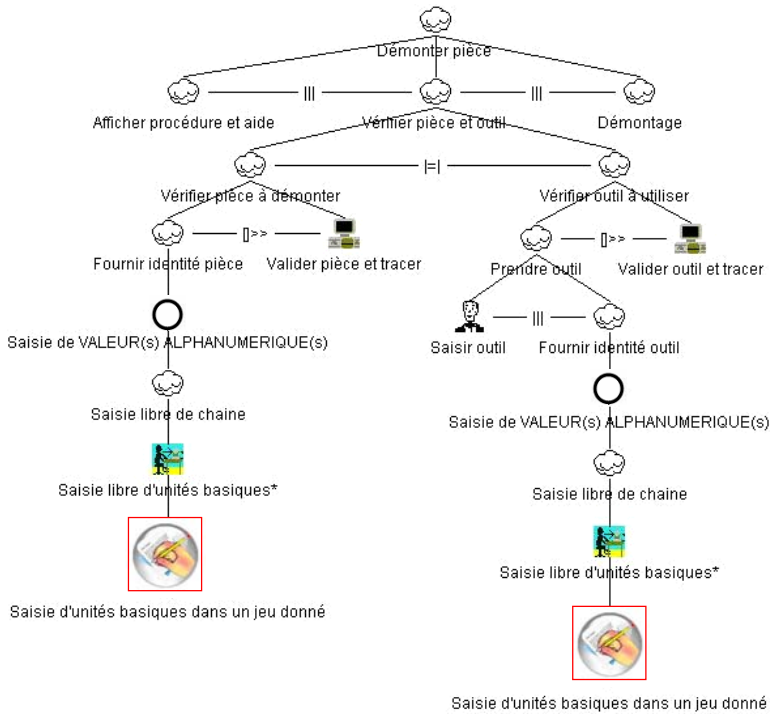 Démonter pièce
||| |||
Afficher procédure et aide Vérifier pièce et outil Démontage
|=|
Vérifier pièce à démonter Vérifier outil à utiliser
[]>> []>>
Fournir identité pièce Valider pièce et tracer Prendre outil Valider outil et tracer
|||
Saisie de VALEUR(s) ALPHANUMERIQUE(s) Saisir outil Fournir identité outil
Saisie libre de chaine Saisie de VALEUR(s) ALPHANUMERIQUE(s)
Saisie libre d'unités basiques* Saisie libre de chaine
Saisie libre d'unités basiques*
Saisie d'unités basiques dans un jeu donné
Saisie d'unités basiques dans un jeu donné